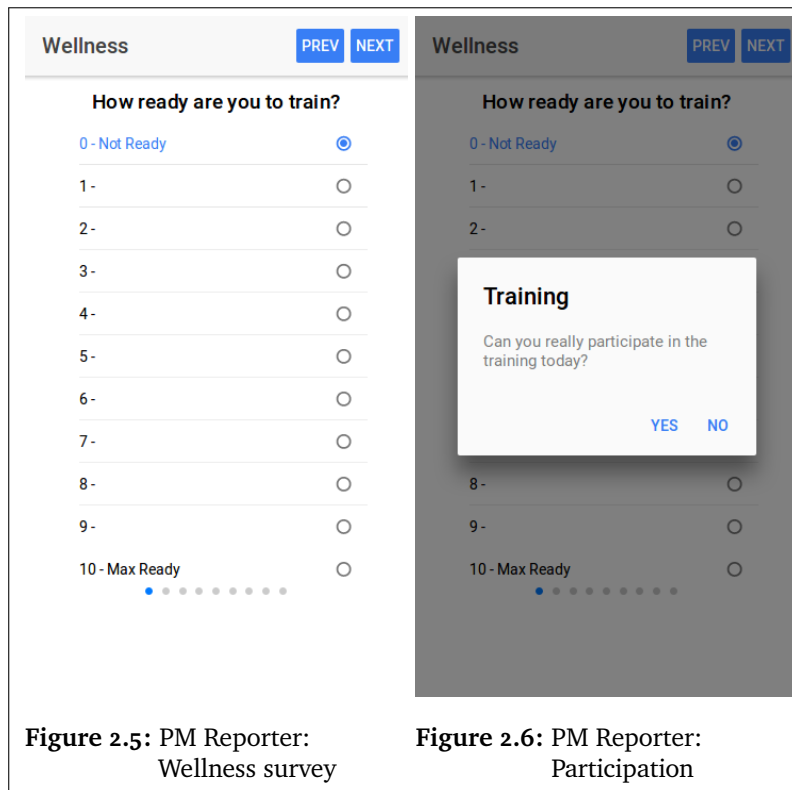 Wellness PREV NEXT
How ready are you to train?
0 - Not Ready
1 -
2 -
3 -
4 -
5 -
6 -
7 -
8 -
9 -
10 - Max Ready
Figure 2.5: PM Reporter:
Wellness survey
Wellness PREV NEXT
How ready are you to train?
0 - Not Ready
1 -
2 -
Training
Can you really participate in the
training today?
YES NO
8 -
9 -
10 - Max Ready
Figure 2.6: PM Reporter:
Participation